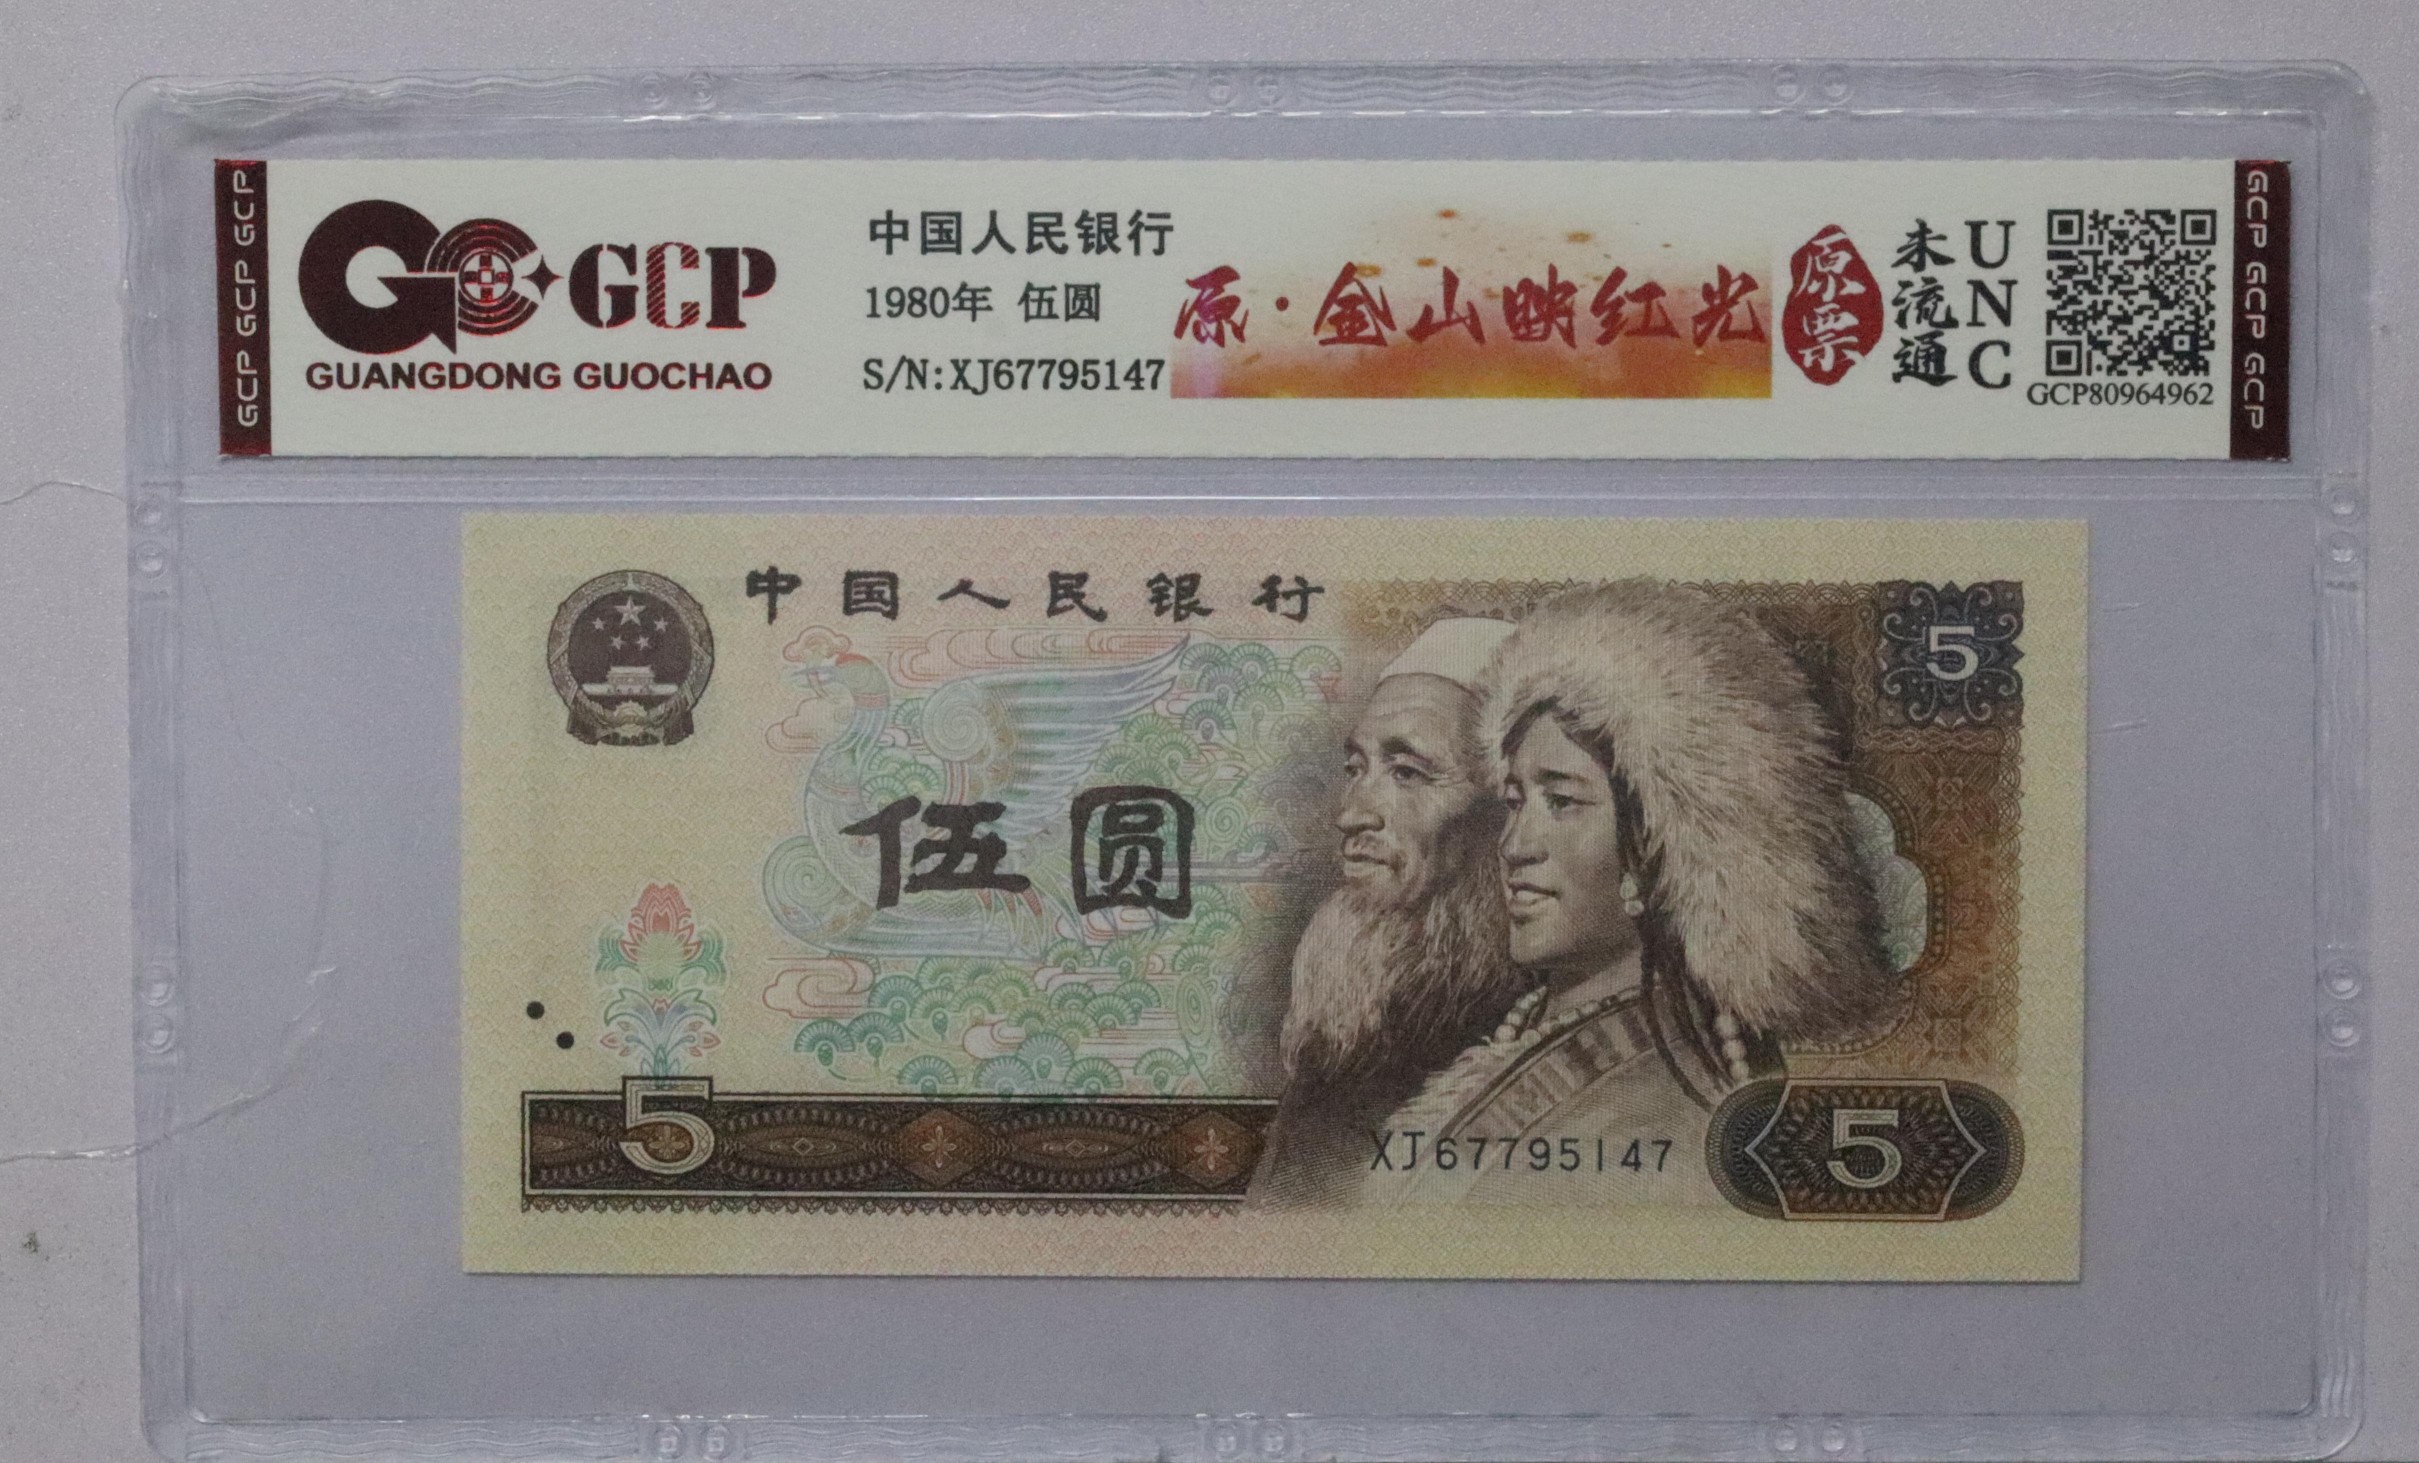 GCP GCP GCP
GCP
GUANGDONG GUOCHAO
中国人民银行
1980年 伍圆
S/N:XJ67795147
原·金山映红光
原票
未流通
UNC
GCP80964962
GCP GCP GCP
中国人民银行
5
伍圆
5
XJ67795147
5